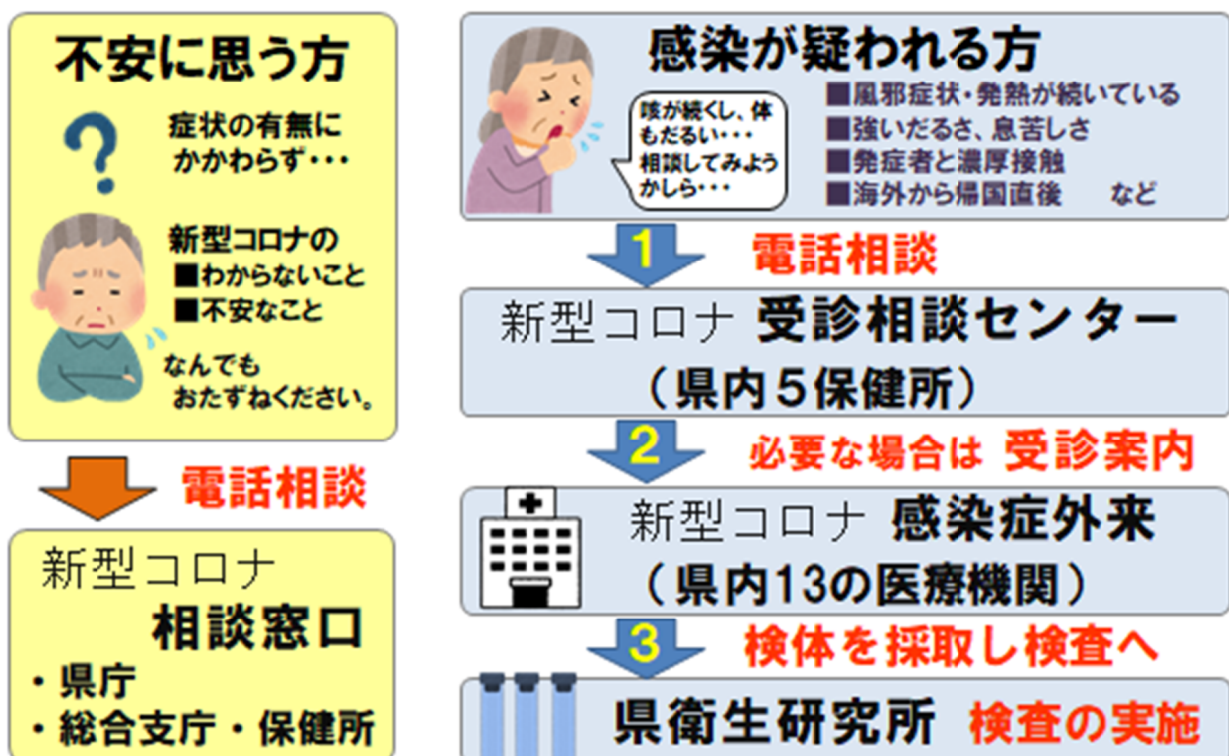 不安に思う方
?
症状の有無に
かかわらず・・・
新型コロナの
■わからないこと
■不安なこと
なんでも
おたずねください。
電話相談
新型コロナ
相談窓口
・県庁
・総合支庁・保健所
感染が疑われる方
咳が続くし、体
もだるい・・・
相談してみよう
かしら・・・
■風邪症状・発熱が続いている
■強いだるさ、息苦しさ
■発症者と濃厚接触
■海外から帰国直後 など
1 電話相談
新型コロナ 受診相談センター
（県内5保健所）
2 必要な場合は 受診案内
新型コロナ 感染症外来
（県内13の医療機関）
3 検体を採取し検査へ
県衛生研究所 検査の実施